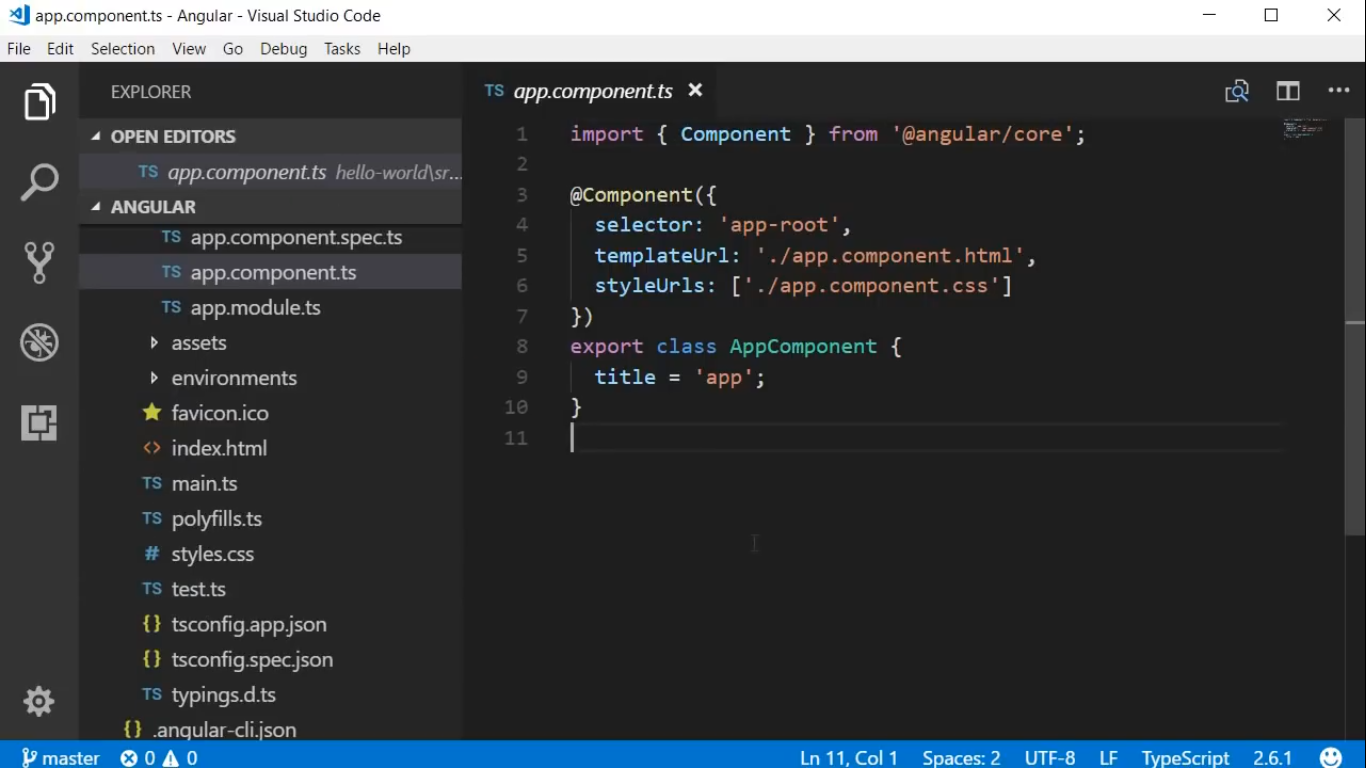 app.component.ts - Angular - Visual Studio Code
File Edit Selection View Go Debug Tasks Help
EXPLORER
OPEN EDITORS
TS app.component.ts hello-world\sr...
ANGULAR
TS app.component.spec.ts
TS app.component.ts
TS app.module.ts
assets
environments
favicon.ico
<> index.html
TS main.ts
TS polyfills.ts
# styles.css
TS test.ts
{} tsconfig.app.json
{} tsconfig.spec.json
TS typings.d.ts
{} .angular-cli.json
TS app.component.ts
1 import { Component } from '@angular/core';
2
3 @Component({
4 selector: 'app-root',
5 templateUrl: './app.component.html',
6 styleUrls: ['./app.component.css']
7 })
8 export class AppComponent {
9 title = 'app';
10 }
11
master 0 0 Ln 11, Col 1 Spaces: 2 UTF-8 LF TypeScript 2.6.1